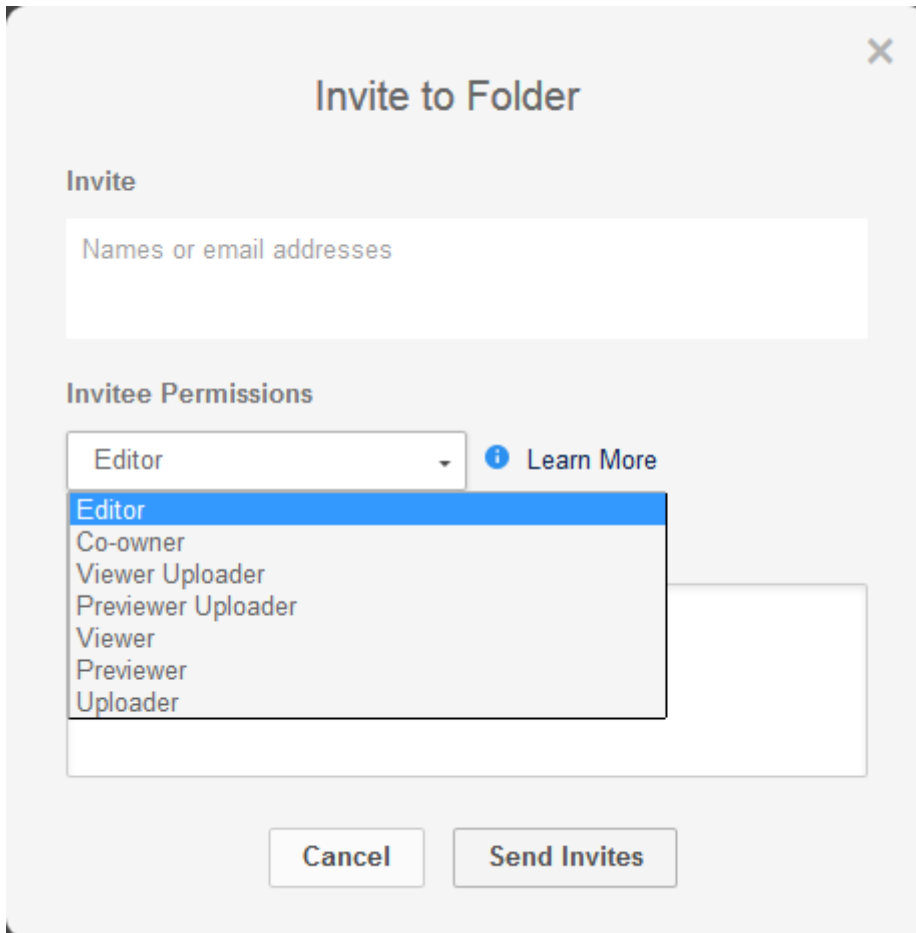 Invite to Folder
Invite
Names or email addresses
Invitee Permissions
Editor
Learn More
Editor
Co-owner
Viewer Uploader
Previewer Uploader
Viewer
Previewer
Uploader
Cancel
Send Invites